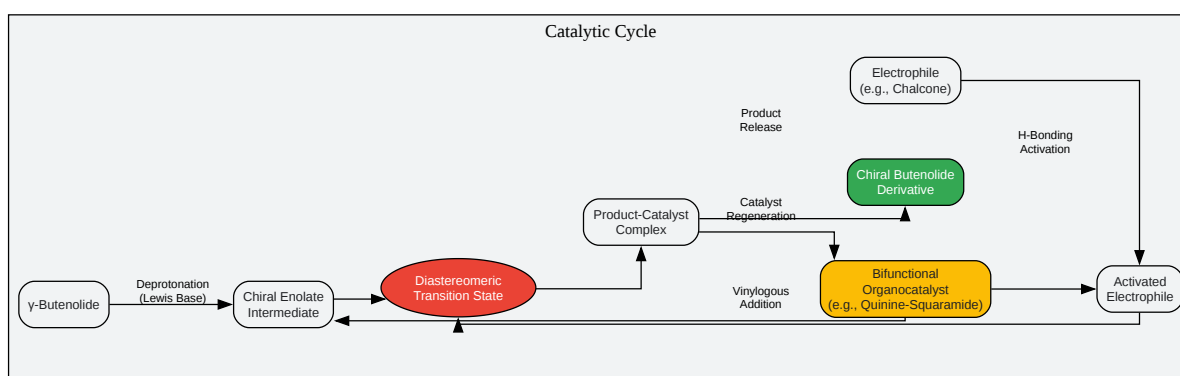 Catalytic Cycle
Electrophile
(e.g., Chalcone)
Product
Release
H-Bonding
Activation
Chiral Butenolide
Derivative
Product-Catalyst
Complex
Catalyst
Regeneration
γ-Butenolide
Deprotonation
(Lewis Base)
Chiral Enolate
Intermediate
Diastereomeric
Transition State
Vinylogous
Addition
Bifunctional
Organocatalyst
(e.g., Quinine-Squaramide)
Activated
Electrophile